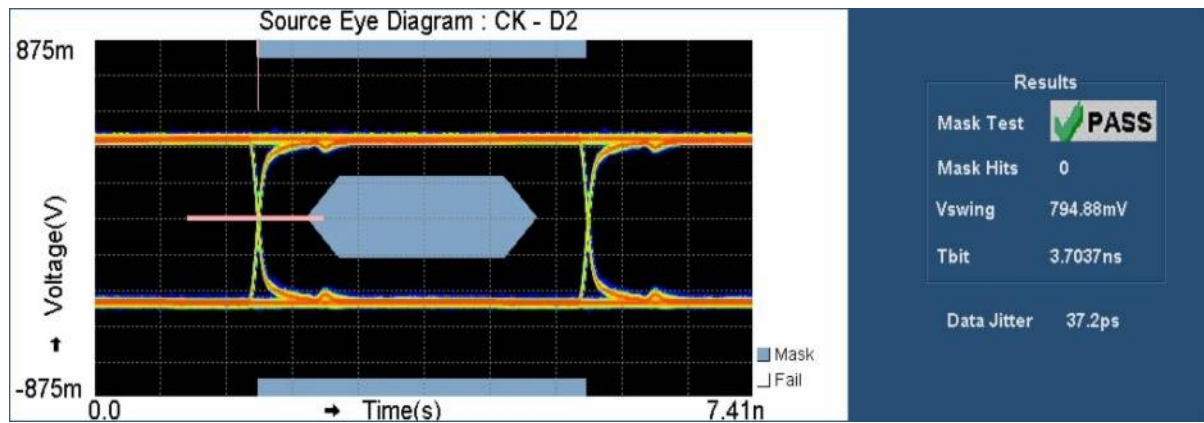 Source Eye Diagram : CK - D2
875m
Voltage(V)
-875m
0.0
Time(s)
7.41n
Mask
Fail
Results
Mask Test
PASS
Mask Hits
0
Vswing
794.88mV
Tbit
3.7037ns
Data Jitter
37.2ps